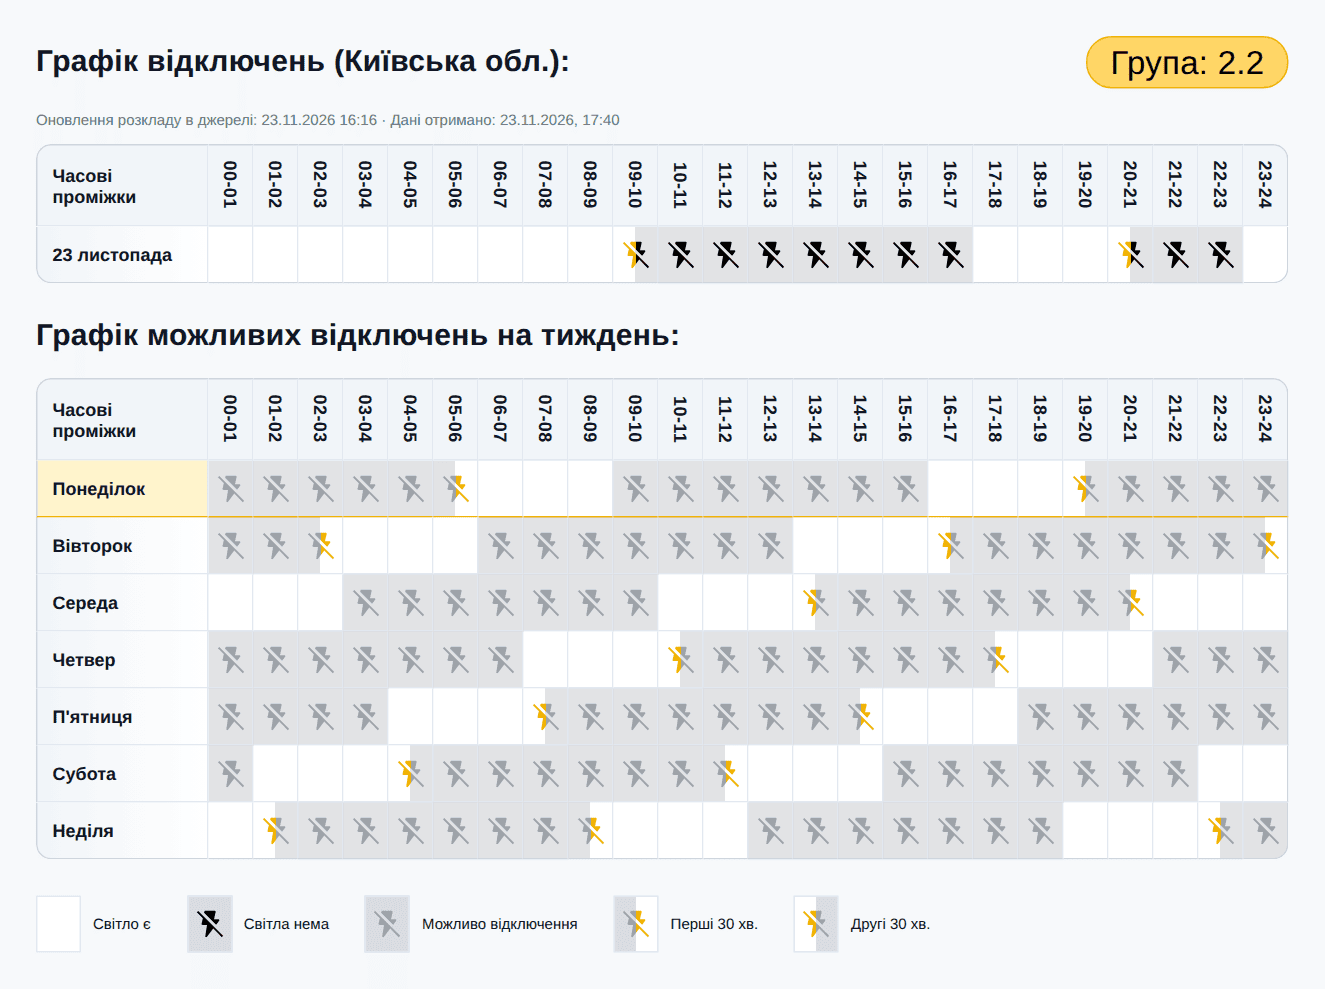 Графік відключень (Київська обл.):
Група: 2.2
Оновлення розкладу в джерелі: 23.11.2026 16:16 · Дані отримано: 23.11.2026, 17:40
Часові
проміжки
00-01 01-02 02-03 03-04 04-05 05-06 06-07 07-08 08-09 09-10 10-11 11-12 12-13 13-14 14-15 15-16 16-17 17-18 18-19 19-20 20-21 21-22 22-23 23-24
23 листопада
Графік можливих відключень на тиждень:
Часові
проміжки
00-01 01-02 02-03 03-04 04-05 05-06 06-07 07-08 08-09 09-10 10-11 11-12 12-13 13-14 14-15 15-16 16-17 17-18 18-19 19-20 20-21 21-22 22-23 23-24
Понеділок
Вівторок
Середа
Четвер
П'ятниця
Субота
Неділя
Світло є
Світла нема
Можливо відключення
Перші 30 хв.
Другі 30 хв.